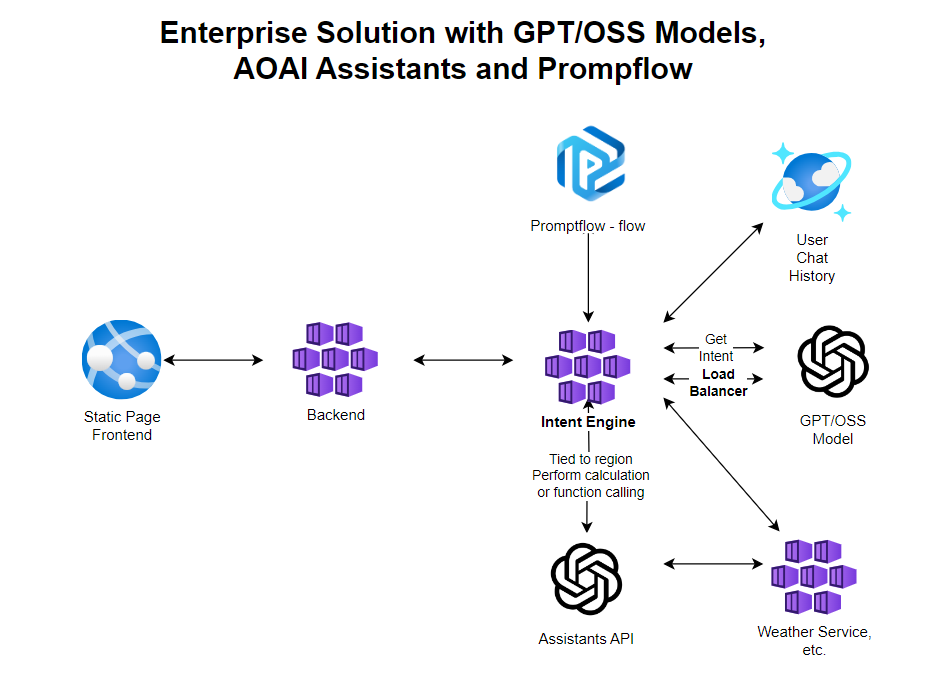 Enterprise Solution with GPT/OSS Models,
AOAI Assistants and Prompflow
Promptflow - flow
User
Chat
History
Get
Intent
Load
Balancer
Static Page
Frontend
Backend
Intent Engine
GPT/OSS
Model
Tied to region
Perform calculation
or function calling
Assistants API
Weather Service,
etc.